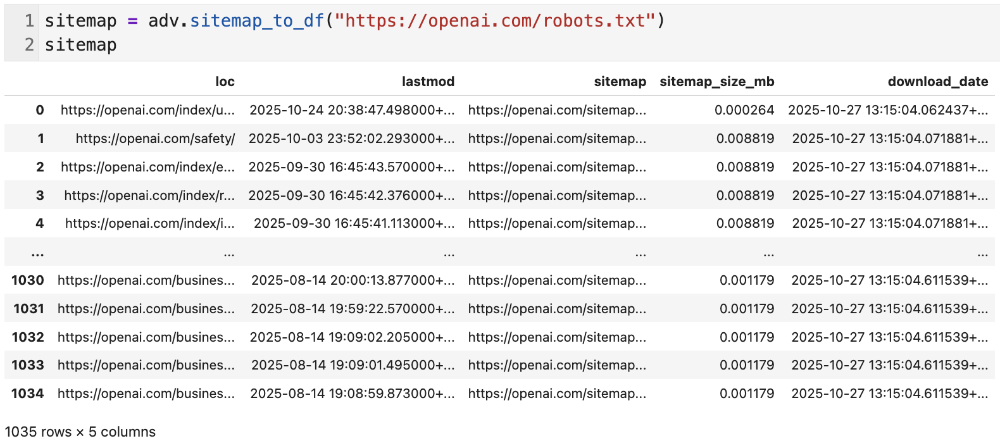 1 sitemap = adv.sitemap_to_df("https://openai.com/robots.txt")
2 sitemap
loc lastmod sitemap sitemap_size_mb download_date
0 https://openai.com/index/u... 2025-10-24 20:38:47.498000+... https://openai.com/sitemap... 0.000264 2025-10-27 13:15:04.062437+...
1 https://openai.com/safety/ 2025-10-03 23:52:02.293000+... https://openai.com/sitemap... 0.008819 2025-10-27 13:15:04.071881+...
2 https://openai.com/index/e... 2025-09-30 16:45:43.570000+... https://openai.com/sitemap... 0.008819 2025-10-27 13:15:04.071881+...
3 https://openai.com/index/r... 2025-09-30 16:45:42.376000+... https://openai.com/sitemap... 0.008819 2025-10-27 13:15:04.071881+...
4 https://openai.com/index/i... 2025-09-30 16:45:41.113000+... https://openai.com/sitemap... 0.008819 2025-10-27 13:15:04.071881+...
... ... ... ... ... ...
1030 https://openai.com/busines... 2025-08-14 20:00:13.877000+... https://openai.com/sitemap... 0.001179 2025-10-27 13:15:04.611539+...
1031 https://openai.com/busines... 2025-08-14 19:59:22.570000+... https://openai.com/sitemap... 0.001179 2025-10-27 13:15:04.611539+...
1032 https://openai.com/busines... 2025-08-14 19:09:02.205000+... https://openai.com/sitemap... 0.001179 2025-10-27 13:15:04.611539+...
1033 https://openai.com/busines... 2025-08-14 19:09:01.495000+... https://openai.com/sitemap... 0.001179 2025-10-27 13:15:04.611539+...
1034 https://openai.com/busines... 2025-08-14 19:08:59.873000+... https://openai.com/sitemap... 0.001179 2025-10-27 13:15:04.611539+...
1035 rows × 5 columns